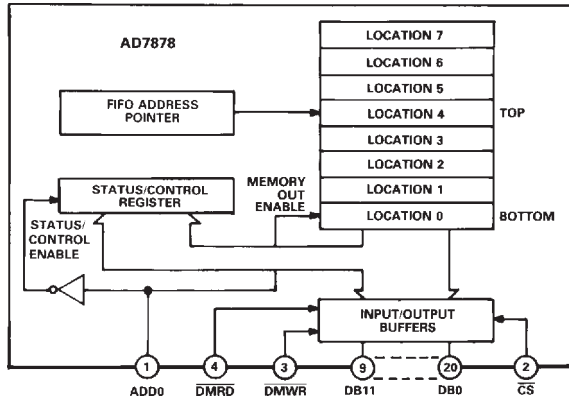 AD7878
LOCATION 7
LOCATION 6
LOCATION 5
LOCATION 4
TOP
LOCATION 3
LOCATION 2
LOCATION 1
LOCATION 0
BOTTOM
FIFO ADDRESS
POINTER
STATUS/CONTROL
REGISTER
MEMORY
OUT
ENABLE
STATUS/
CONTROL
ENABLE
INPUT/OUTPUT
BUFFERS
1
4
3
9
20
2
ADD0
DMRD
DMWR
DB11
DB0
CS